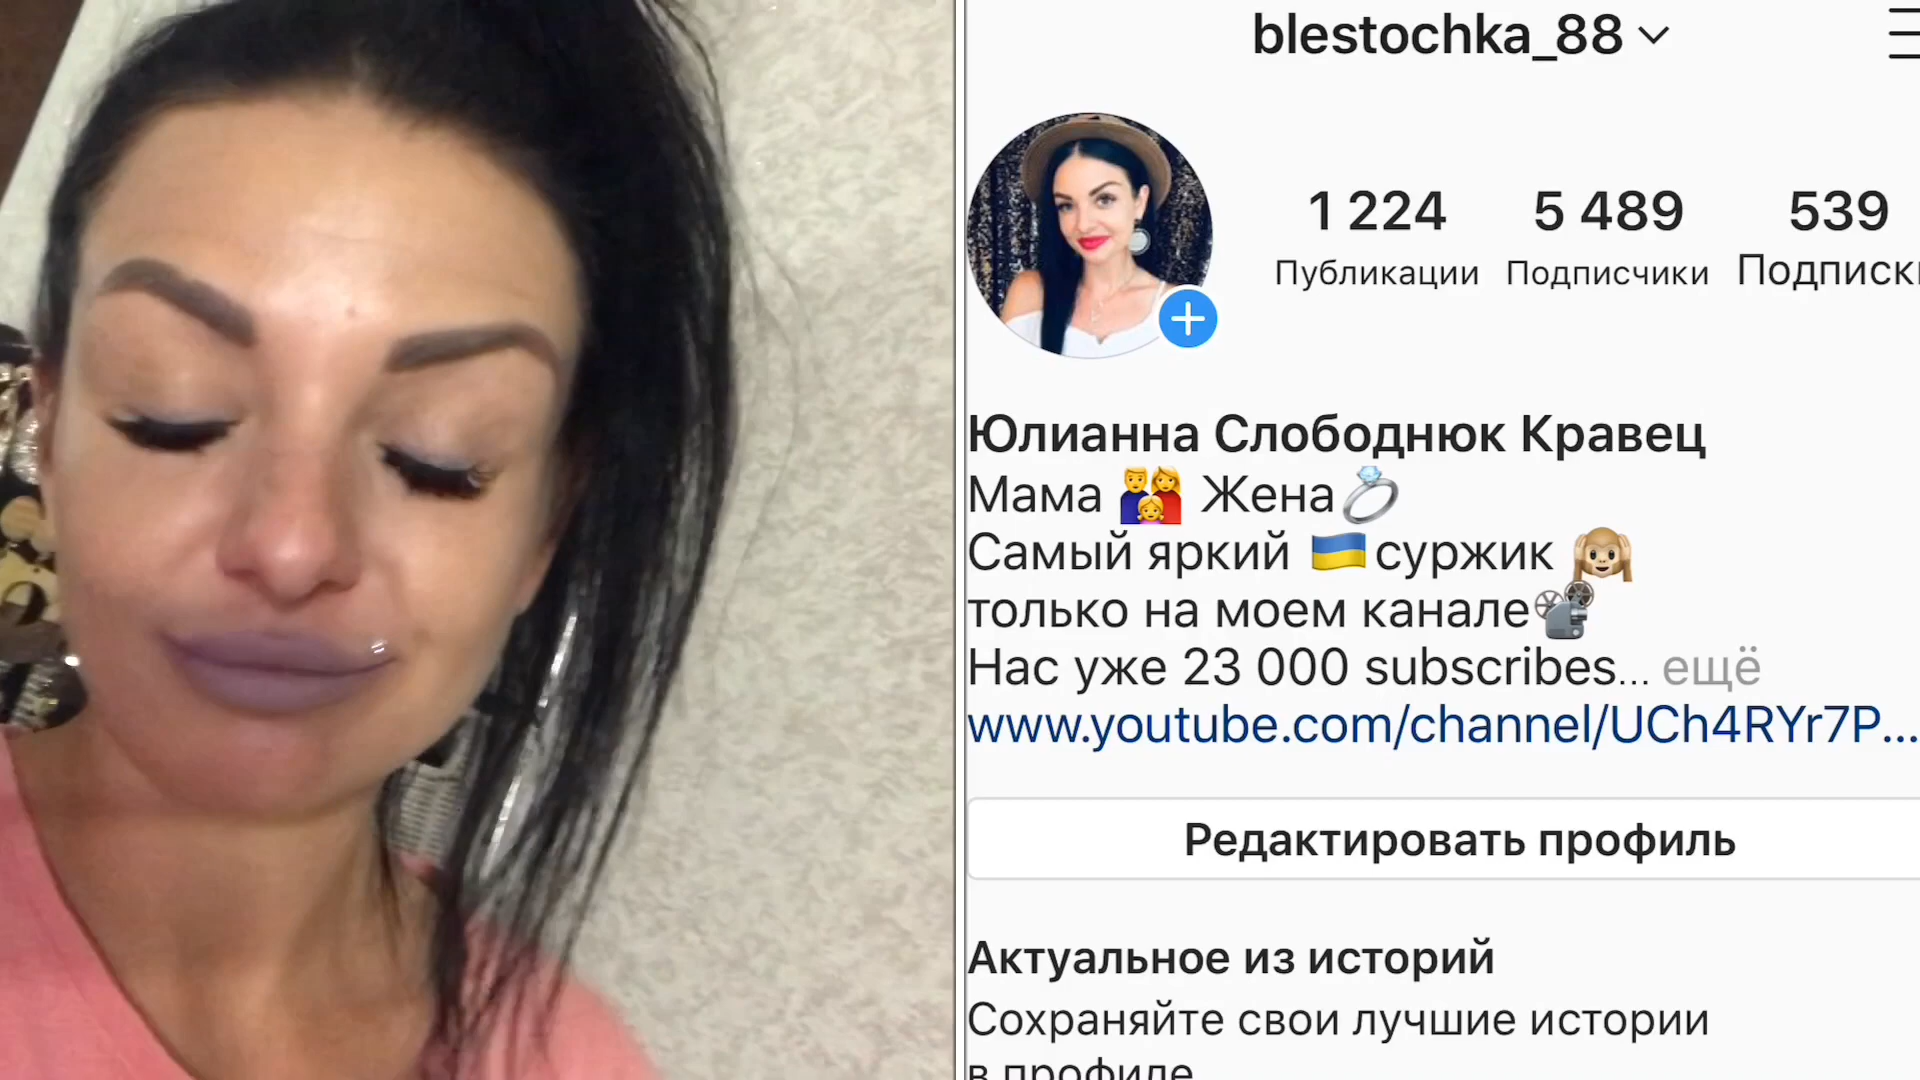 blestochka_88
1 224 5 489 539
Публикации Подписчики
Юлианна Слободнюк Кравец
Мама 👨‍👩‍👧 Жена💍
Самый яркий 🇺🇦суржик 🙉
только на моем канале📽
Нас уже 23 000 subscribes... ещё
www.youtube.com/channel/UCh4RYr7P...
Редактировать профиль
Актуальное из историй
Сохраняйте свои лучшие истории
в профиле